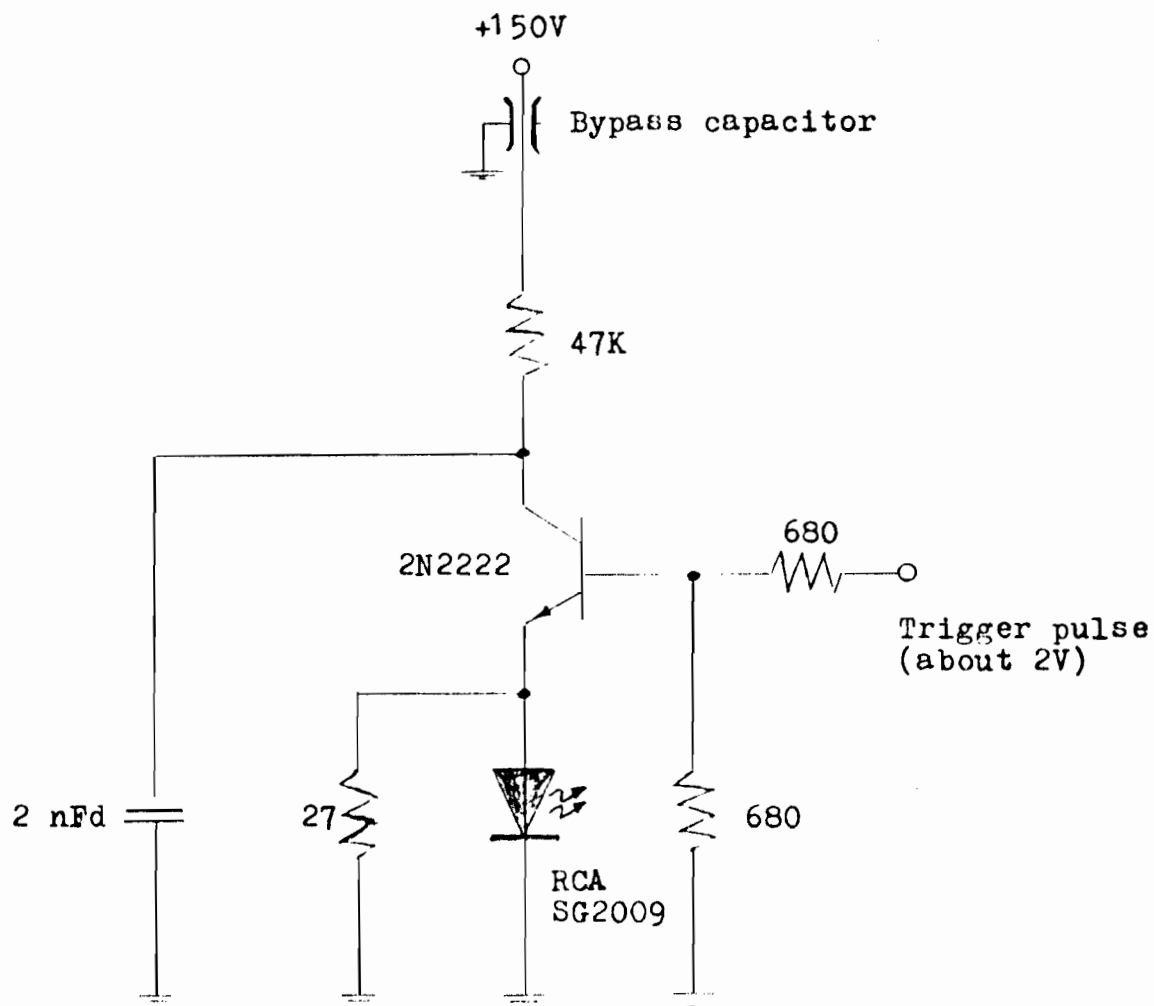 +150V
Bypass capacitor
47K
2N2222
680
Trigger pulse
(about 2V)
2 nFd
27
680
RCA
SG2009